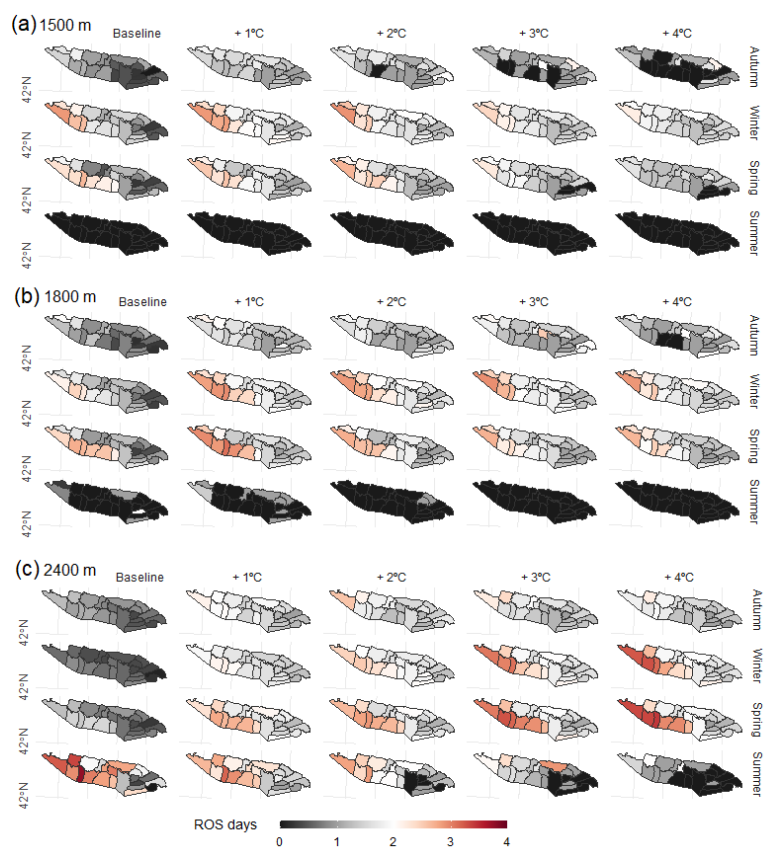 (a) 1500 m
Baseline + 1ºC + 2ºC + 3ºC + 4ºC
42°N Autumn
Winter
42°N
Spring
42°N
Summer
42°N
(b) 1800 m
Baseline + 1ºC + 2ºC + 3ºC + 4ºC
42°N Autumn
42°N Winter
42°N Spring
42°N Summer
(c) 2400 m
Baseline + 1ºC + 2ºC + 3ºC + 4ºC
42°N Autumn
42°N Winter
42°N Spring
42°N Summer
ROS days
0 1 2 3 4